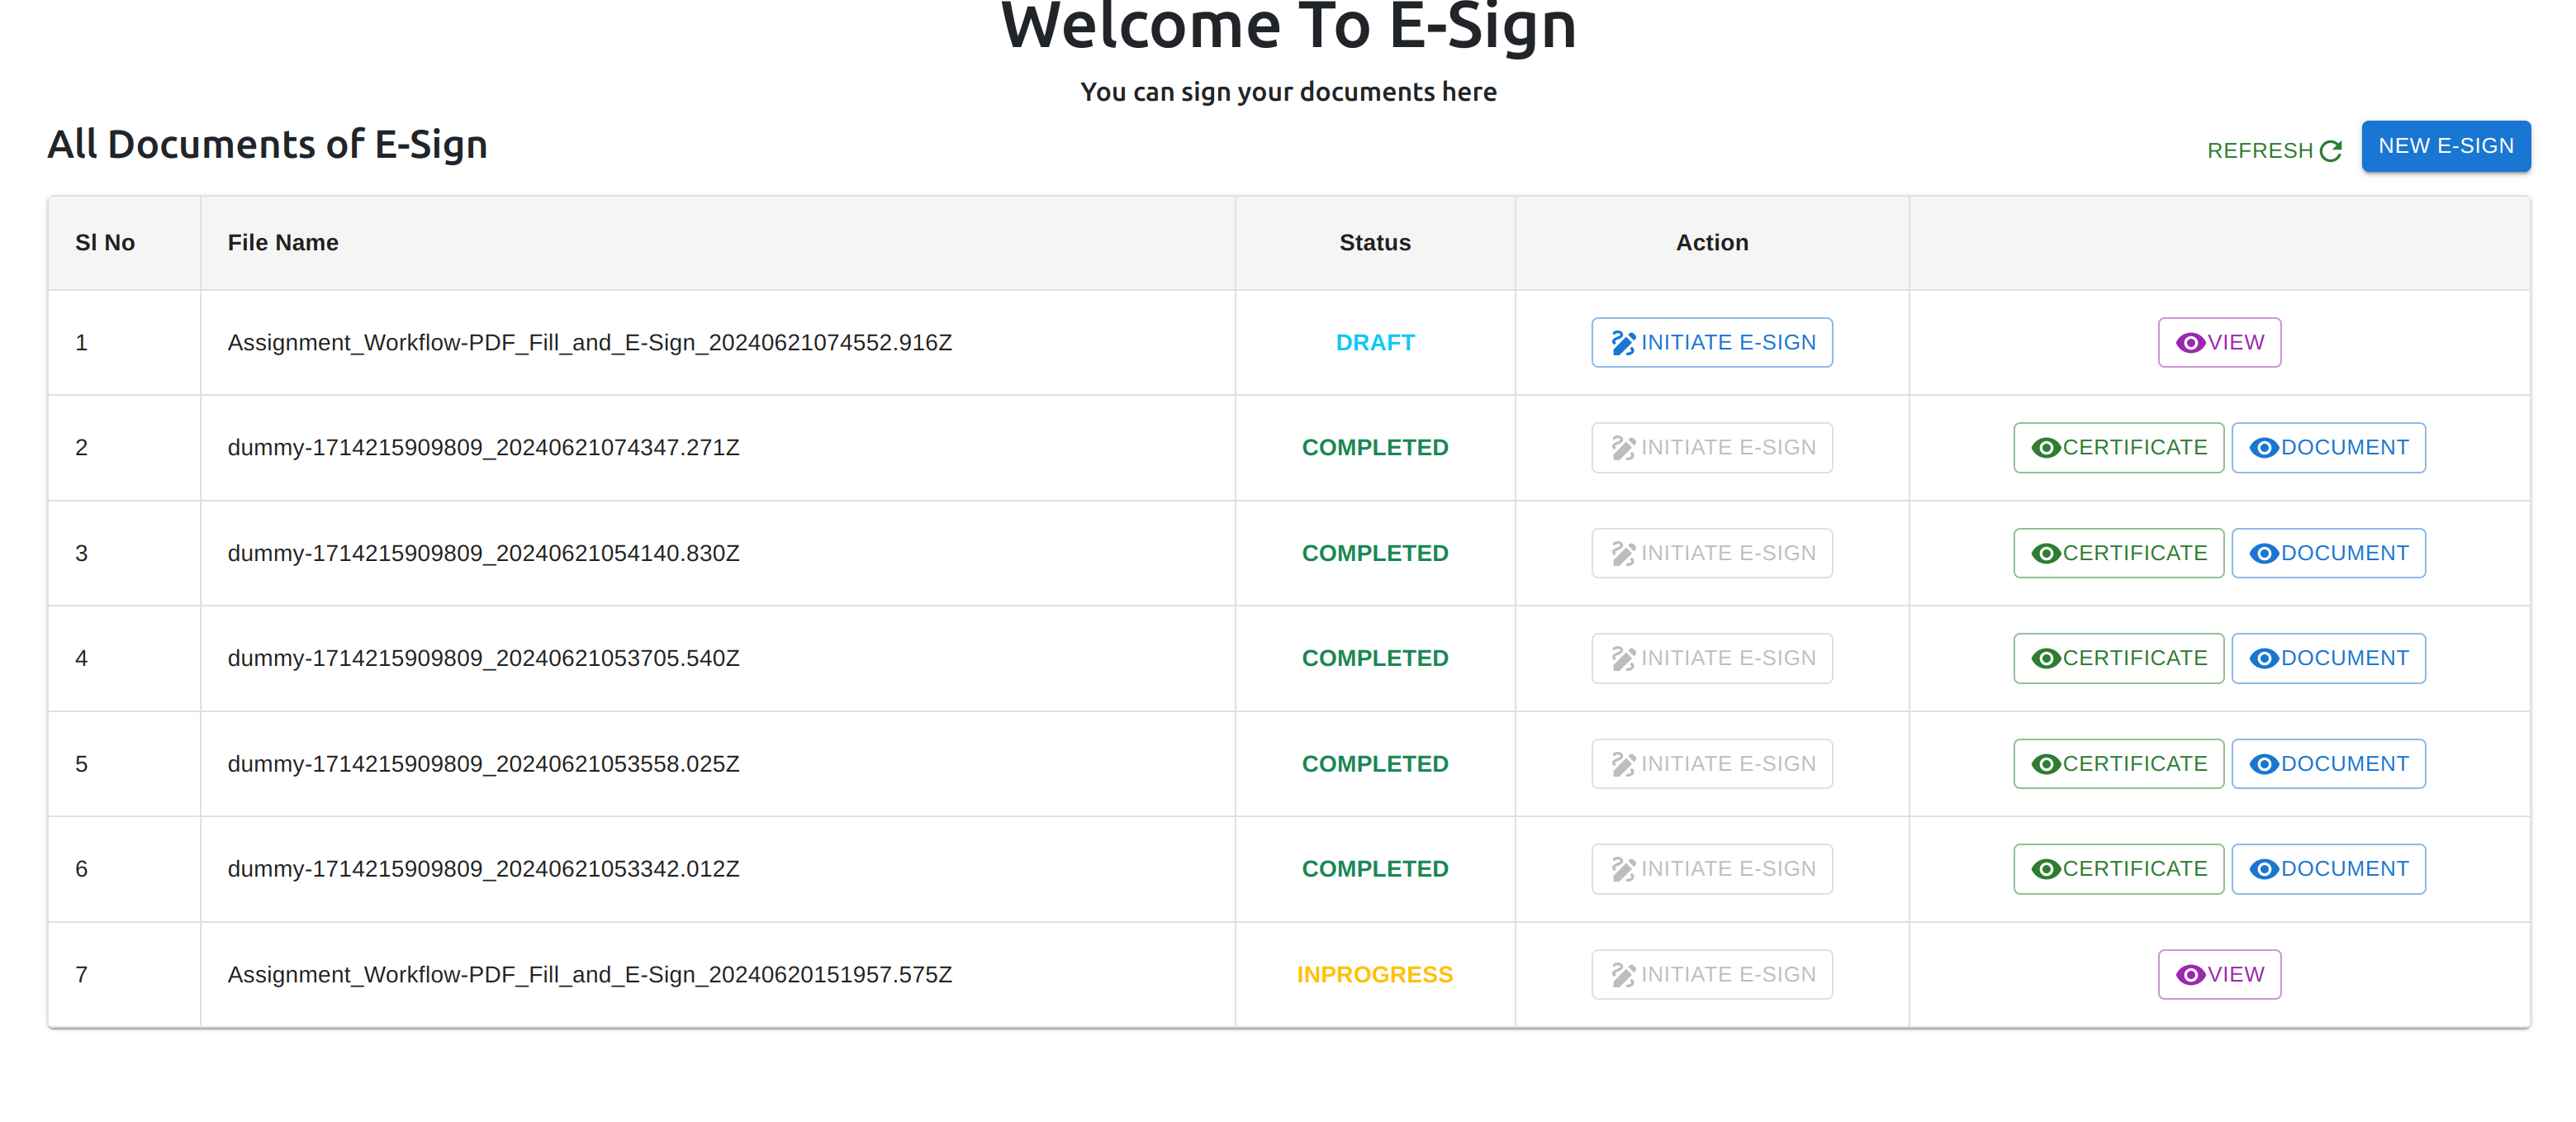 Welcome To E-Sign
You can sign your documents here
All Documents of E-Sign
REFRESH NEW E-SIGN
Sl No File Name Status Action
1 Assignment_Workflow-PDF_Fill_and_E-Sign_20240621074552.916Z DRAFT INITIATE E-SIGN VIEW
2 dummy-1714215909809_20240621074347.271Z COMPLETED INITIATE E-SIGN CERTIFICATE DOCUMENT
3 dummy-1714215909809_20240621054140.830Z COMPLETED INITIATE E-SIGN CERTIFICATE DOCUMENT
4 dummy-1714215909809_20240621053705.540Z COMPLETED INITIATE E-SIGN CERTIFICATE DOCUMENT
5 dummy-1714215909809_20240621053558.025Z COMPLETED INITIATE E-SIGN CERTIFICATE DOCUMENT
6 dummy-1714215909809_20240621053342.012Z COMPLETED INITIATE E-SIGN CERTIFICATE DOCUMENT
7 Assignment_Workflow-PDF_Fill_and_E-Sign_20240620151957.575Z INPROGRESS INITIATE E-SIGN VIEW